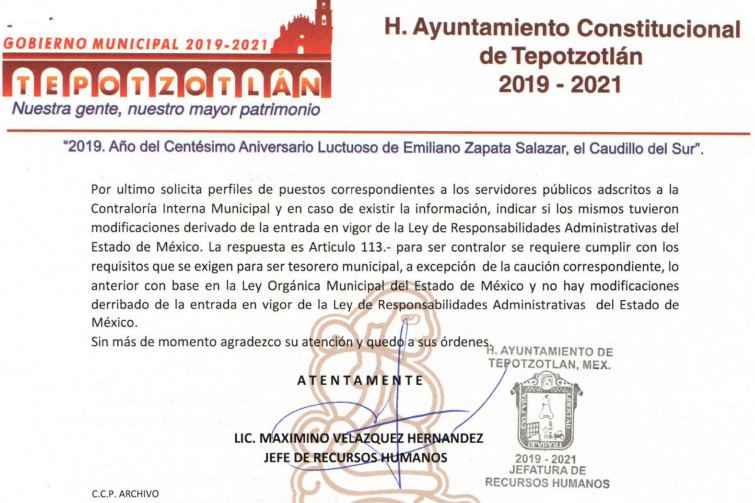 GOBIERNO MUNICIPAL 2019-2021
TEPOTZOTLÁN
Nuestra gente, nuestro mayor patrimonio
H. Ayuntamiento Constitucional
de Tepotzotlán
2019 - 2021
"2019. Año del Centésimo Aniversario Luctuoso de Emiliano Zapata Salazar, el Caudillo del Sur".
Por ultimo solicita perfiles de puestos correspondientes a los servidores públicos adscritos a la
Contraloría Interna Municipal y en caso de existir la información, indicar si los mismos tuvieron
modificaciones derivado de la entrada en vigor de la Ley de Responsabilidades Administrativas del
Estado de México. La respuesta es Articulo 113.- para ser contralor se requiere cumplir con los
requisitos que se exigen para ser tesorero municipal, a excepción de la caución correspondiente, lo
anterior con base en la Ley Orgánica Municipal del Estado de México y no hay modificaciones
derribado de la entrada en vigor de la Ley de Responsabilidades Administrativas del Estado de
México.
Sin más de momento agradezco su atención y quedo a sus órdenes.
H. AYUNTAMIENTO DE
TEPOTZOTLAN, MEX.
ATENTAMENTE
LIBERTAD
TRABAJO
CULTURA
LIC. MAXIMINO VELAZQUEZ HERNANDEZ
JEFE DE RECURSOS HUMANOS
2019 - 2021
JEFATURA DE
RECURSOS HUMANOS
C.C.P. ARCHIVO